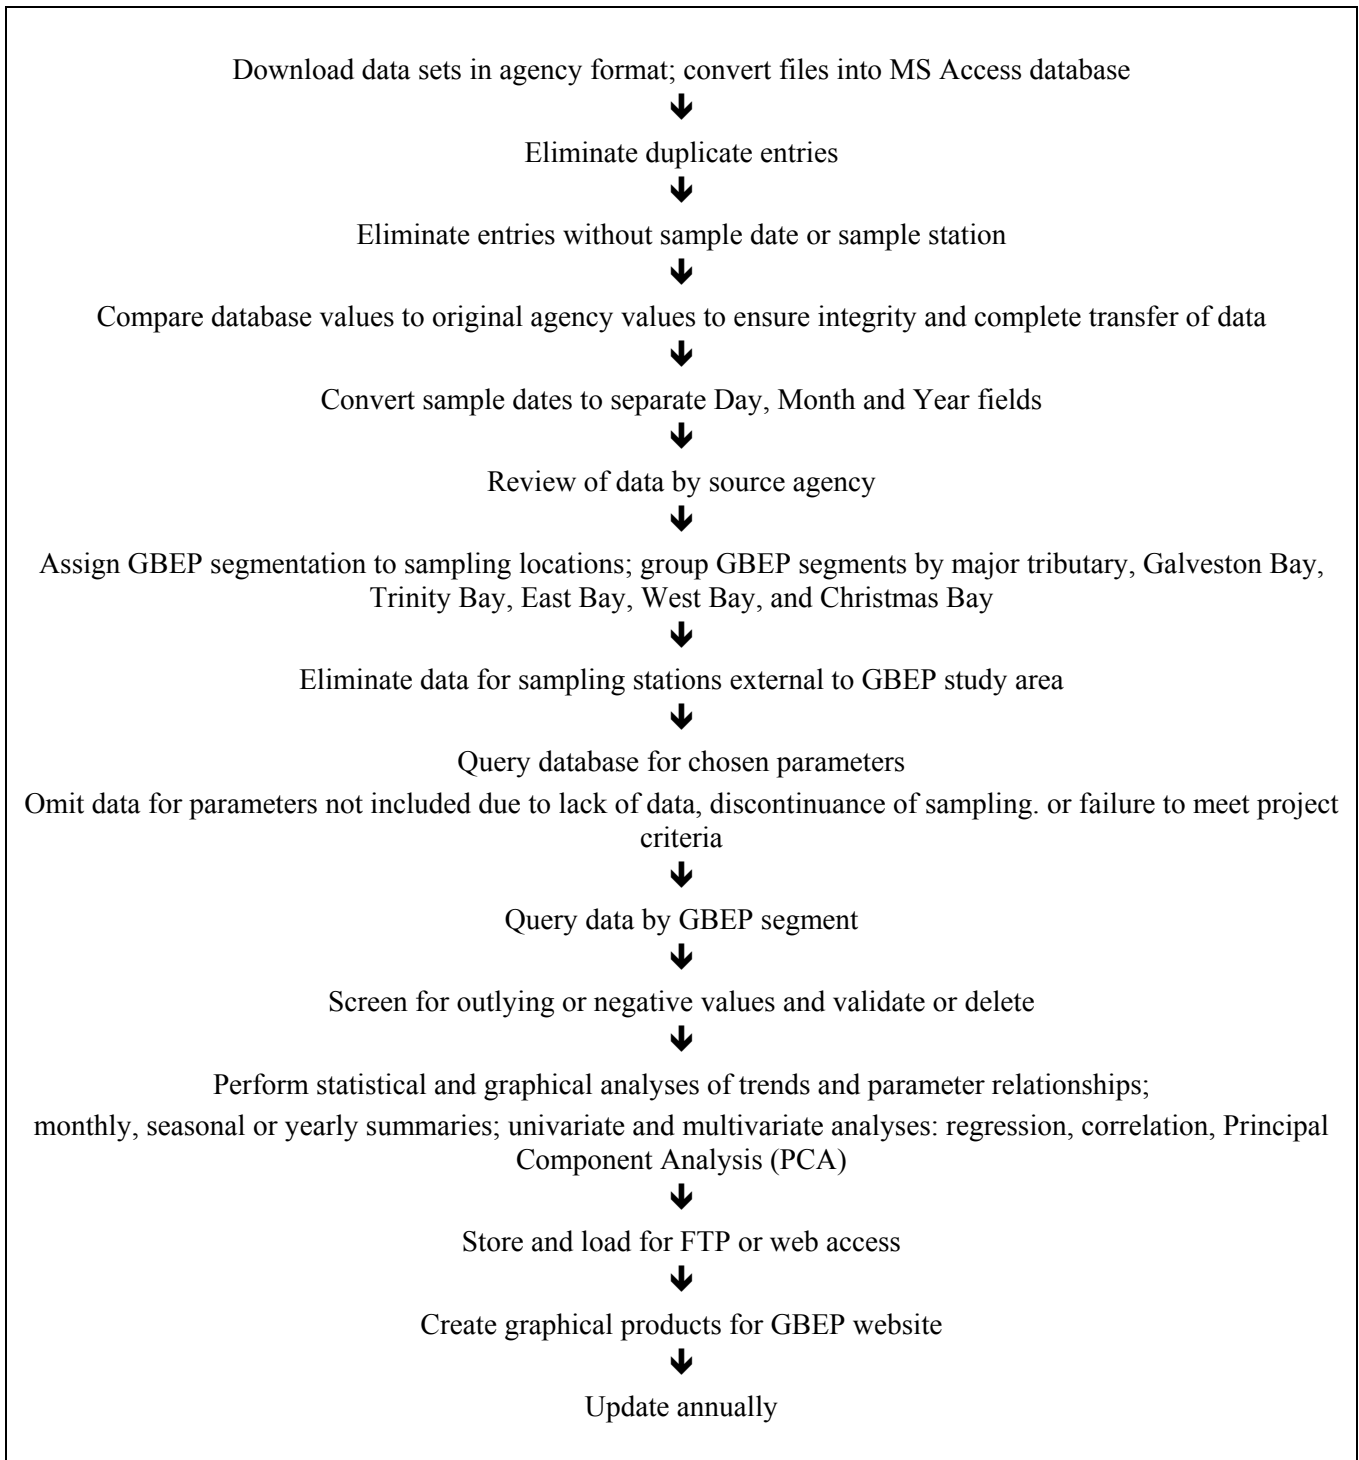 Download data sets in agency format; convert files into MS Access database
Eliminate duplicate entries
Eliminate entries without sample date or sample station
Compare database values to original agency values to ensure integrity and complete transfer of data
Convert sample dates to separate Day, Month and Year fields
Review of data by source agency
Assign GBEP segmentation to sampling locations; group GBEP segments by major tributary, Galveston Bay,
Trinity Bay, East Bay, West Bay, and Christmas Bay
Eliminate data for sampling stations external to GBEP study area
Query database for chosen parameters
Omit data for parameters not included due to lack of data, discontinuance of sampling. or failure to meet project
criteria
Query data by GBEP segment
Screen for outlying or negative values and validate or delete
Perform statistical and graphical analyses of trends and parameter relationships;
monthly, seasonal or yearly summaries; univariate and multivariate analyses: regression, correlation, Principal
Component Analysis (PCA)
Store and load for FTP or web access
Create graphical products for GBEP website
Update annually